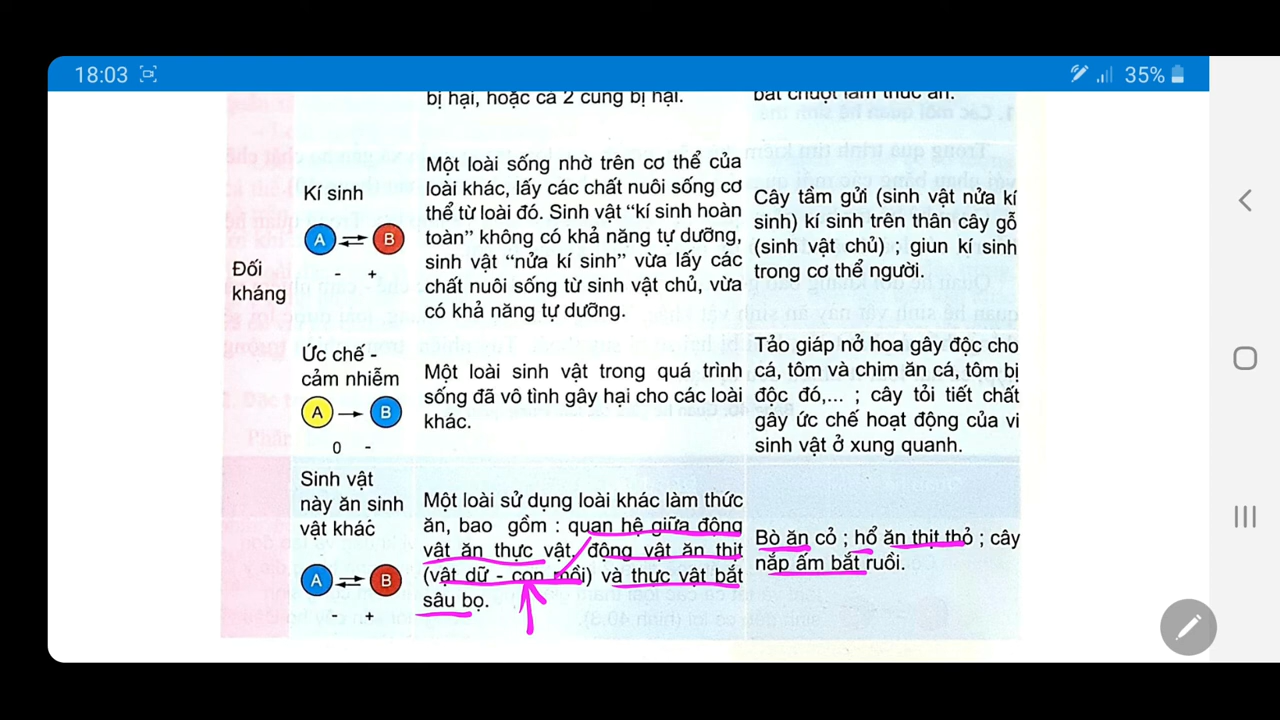 18:03
35%
bị hại, hoặc cả 2 cùng bị hại.
bắt chuột làm thức ăn.
Đối
kháng
Kí sinh
A B
- +
Một loài sống nhờ trên cơ thể của
loài khác, lấy các chất nuôi sống cơ
thể từ loài đó. Sinh vật “kí sinh hoàn
toàn” không có khả năng tự dưỡng,
sinh vật “nửa kí sinh” vừa lấy các
chất nuôi sống từ sinh vật chủ, vừa
có khả năng tự dưỡng.
Cây tầm gửi (sinh vật nửa kí
sinh) kí sinh trên thân cây gỗ
(sinh vật chủ) ; giun kí sinh
trong cơ thể người.
Ức chế -
cảm nhiễm
A B
0 -
Một loài sinh vật trong quá trình
sống đã vô tình gây hại cho các loài
khác.
Tảo giáp nở hoa gây độc cho
cá, tôm và chim ăn cá, tôm bị
độc đó,... ; cây tỏi tiết chất
gây ức chế hoạt động của vi
sinh vật ở xung quanh.
Sinh vật
này ăn sinh
vật khác
A B
- +
Một loài sử dụng loài khác làm thức
ăn, bao gồm : quan hệ giữa động
vật ăn thực vật, động vật ăn thịt
(vật dữ - con mồi) và thực vật bắt
sâu bọ.
Bò ăn cỏ ; hổ ăn thịt thỏ ; cây
nắp ấm bắt ruồi.